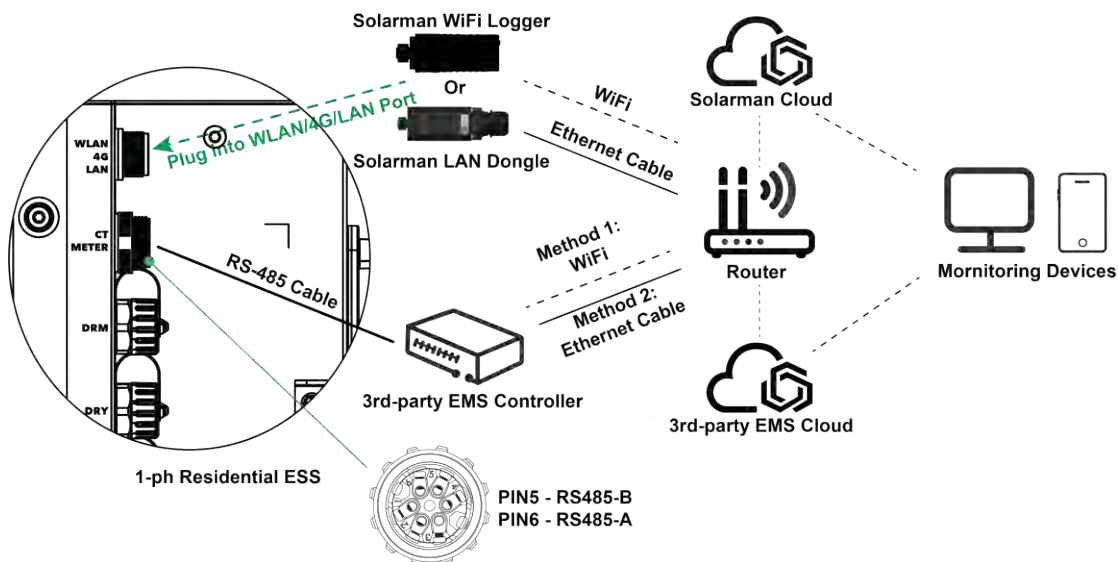 Solarman WiFi Logger
Or
Solarman LAN Dongle
Plug into WLAN/4G/LAN Port
WiFi
Ethernet Cable
Solarman Cloud
WLAN
4G
LAN
CT
METER
DRM
DRY
RS-485 Cable
Method 1:
WiFi
Method 2:
Ethernet Cable
Router
Mornitoring Devices
3rd-party EMS Controller
3rd-party EMS Cloud
1-ph Residential ESS
PIN5 - RS485-B
PIN6 - RS485-A